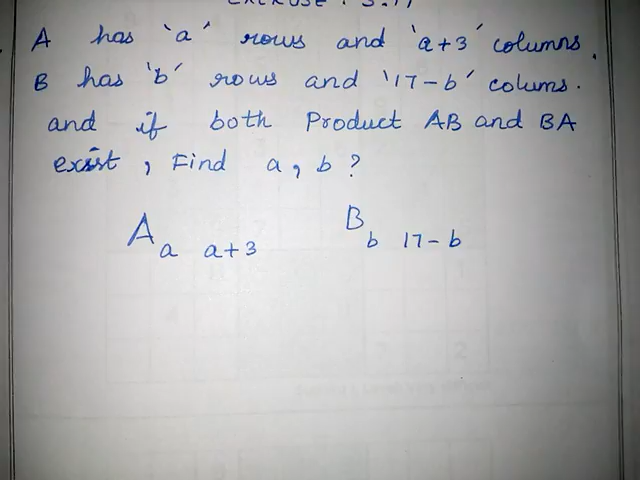 A has 'a' rows and 'a+3' columns.
B has 'b' rows and '17-b' colums.
and if both Product AB and BA
exist, Find a, b?
A a a+3 B b 17-b